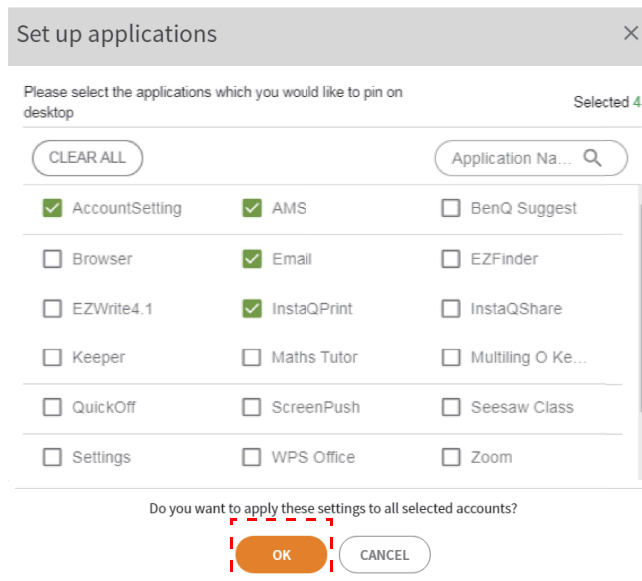 Set up applications
Please select the applications which you would like to pin on
desktop
Selected 4
CLEAR ALL
Application Na...
AccountSetting AMS BenQ Suggest
Browser Email EZFinder
EZWrite4.1 InstaQPrint InstaQShare
Keeper Maths Tutor Multiling O Ke...
QuickOff ScreenPush Seesaw Class
Settings WPS Office Zoom
Do you want to apply these settings to all selected accounts?
OK CANCEL